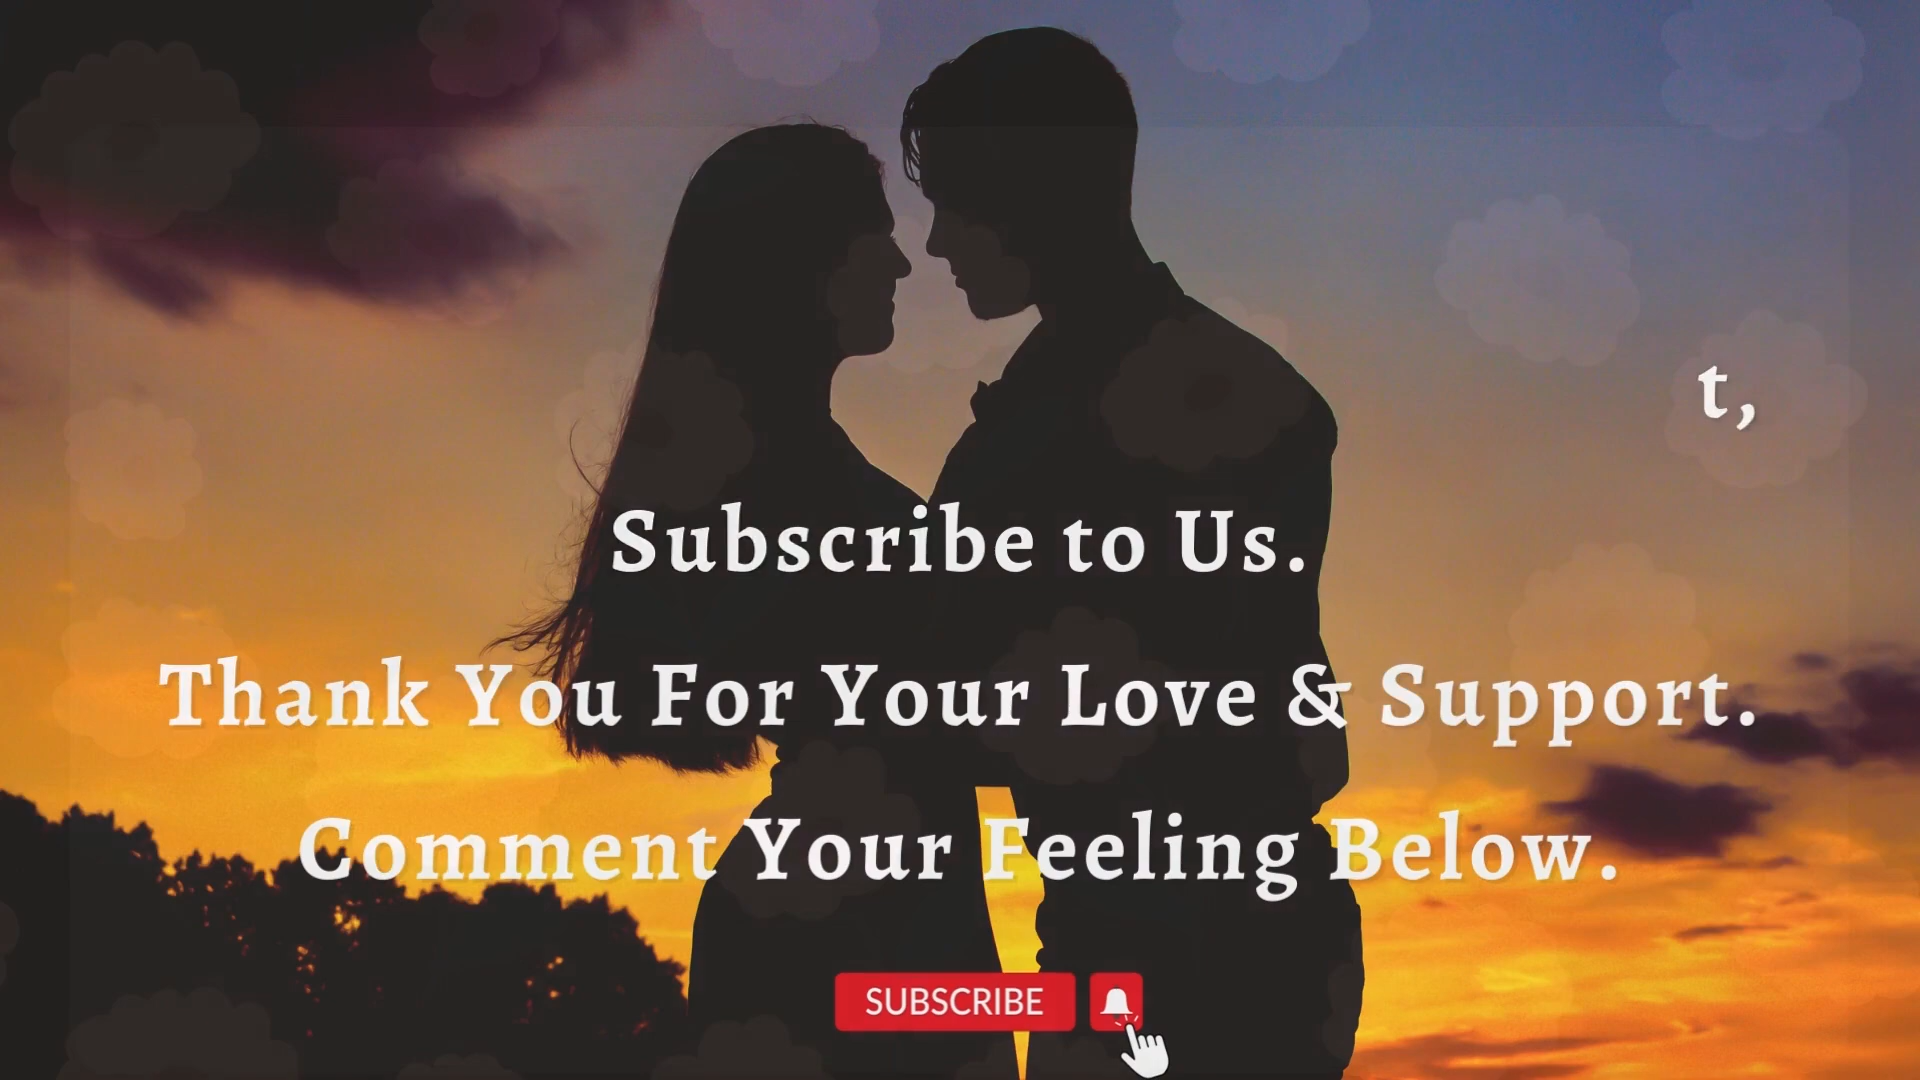 t,
Subscribe to Us.
Thank You For Your Love & Support.
Comment Your Feeling Below.
SUBSCRIBE